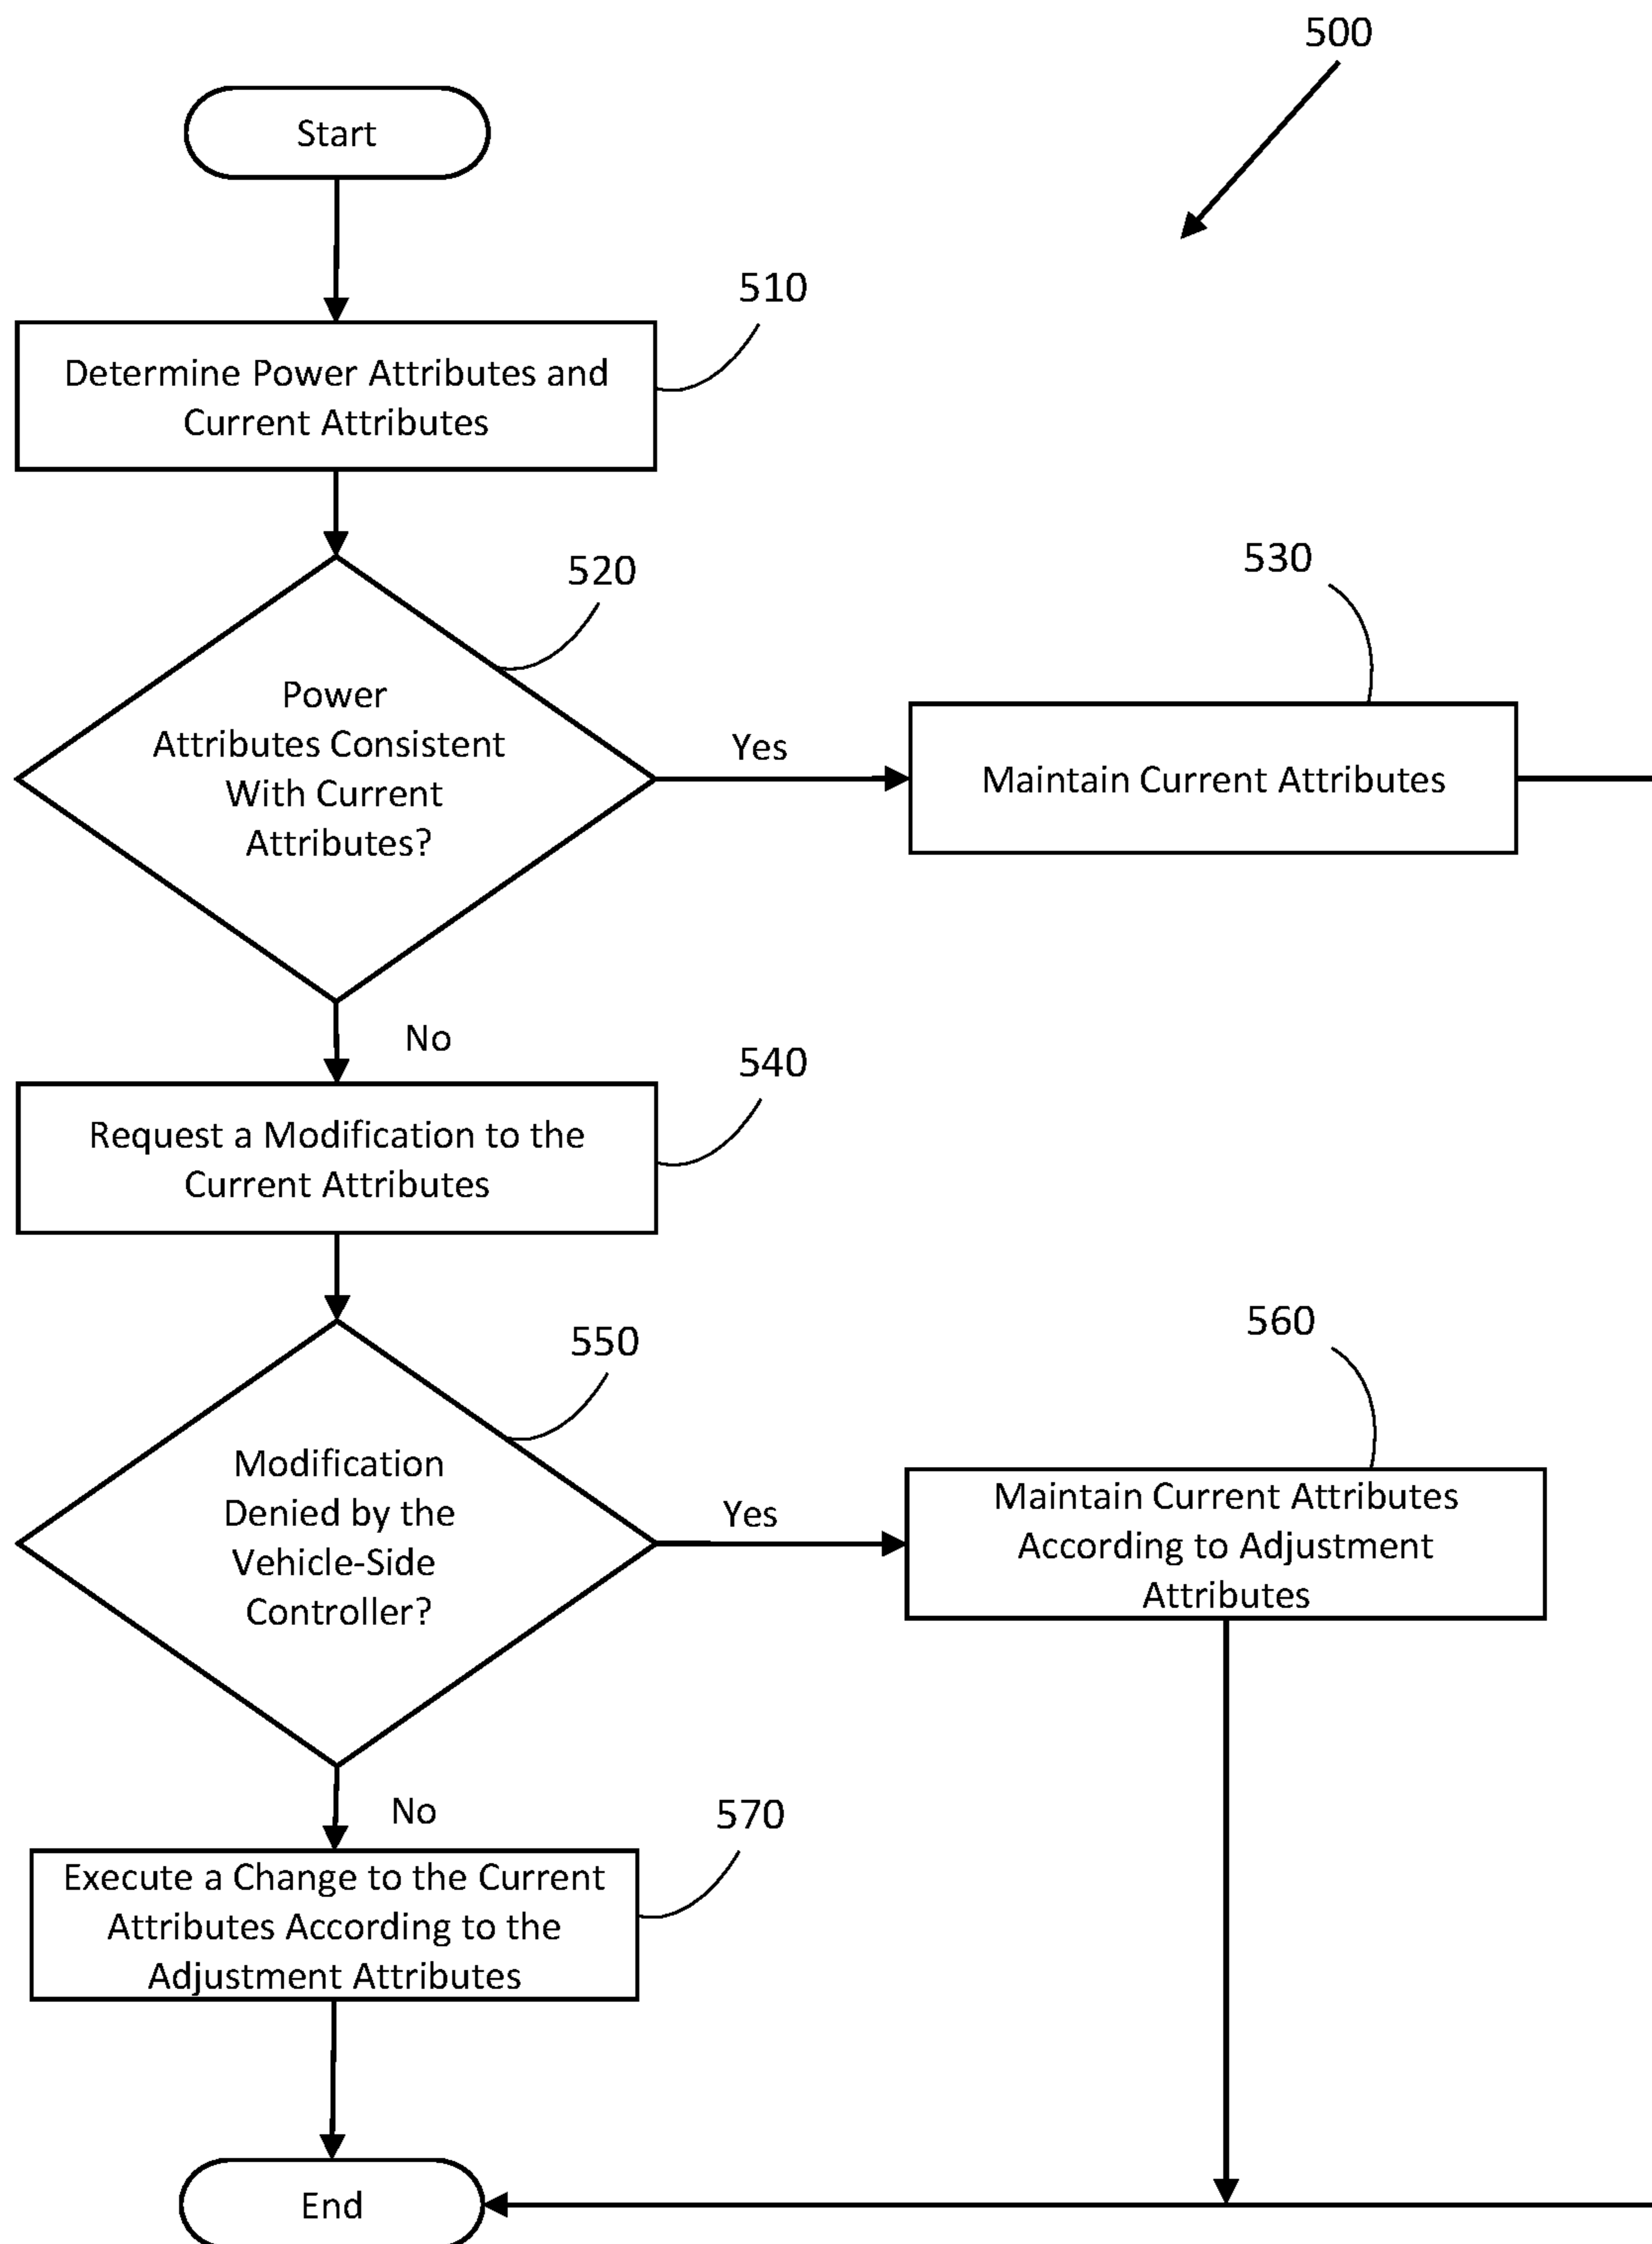 500
Start
510
Determine Power Attributes and
Current Attributes
520
Power
Attributes Consistent
With Current
Attributes?
Yes
530
Maintain Current Attributes
No
540
Request a Modification to the
Current Attributes
550
Modification
Denied by the
Vehicle-Side
Controller?
Yes
560
Maintain Current Attributes
According to Adjustment
Attributes
No
570
Execute a Change to the Current
Attributes According to the
Adjustment Attributes
End